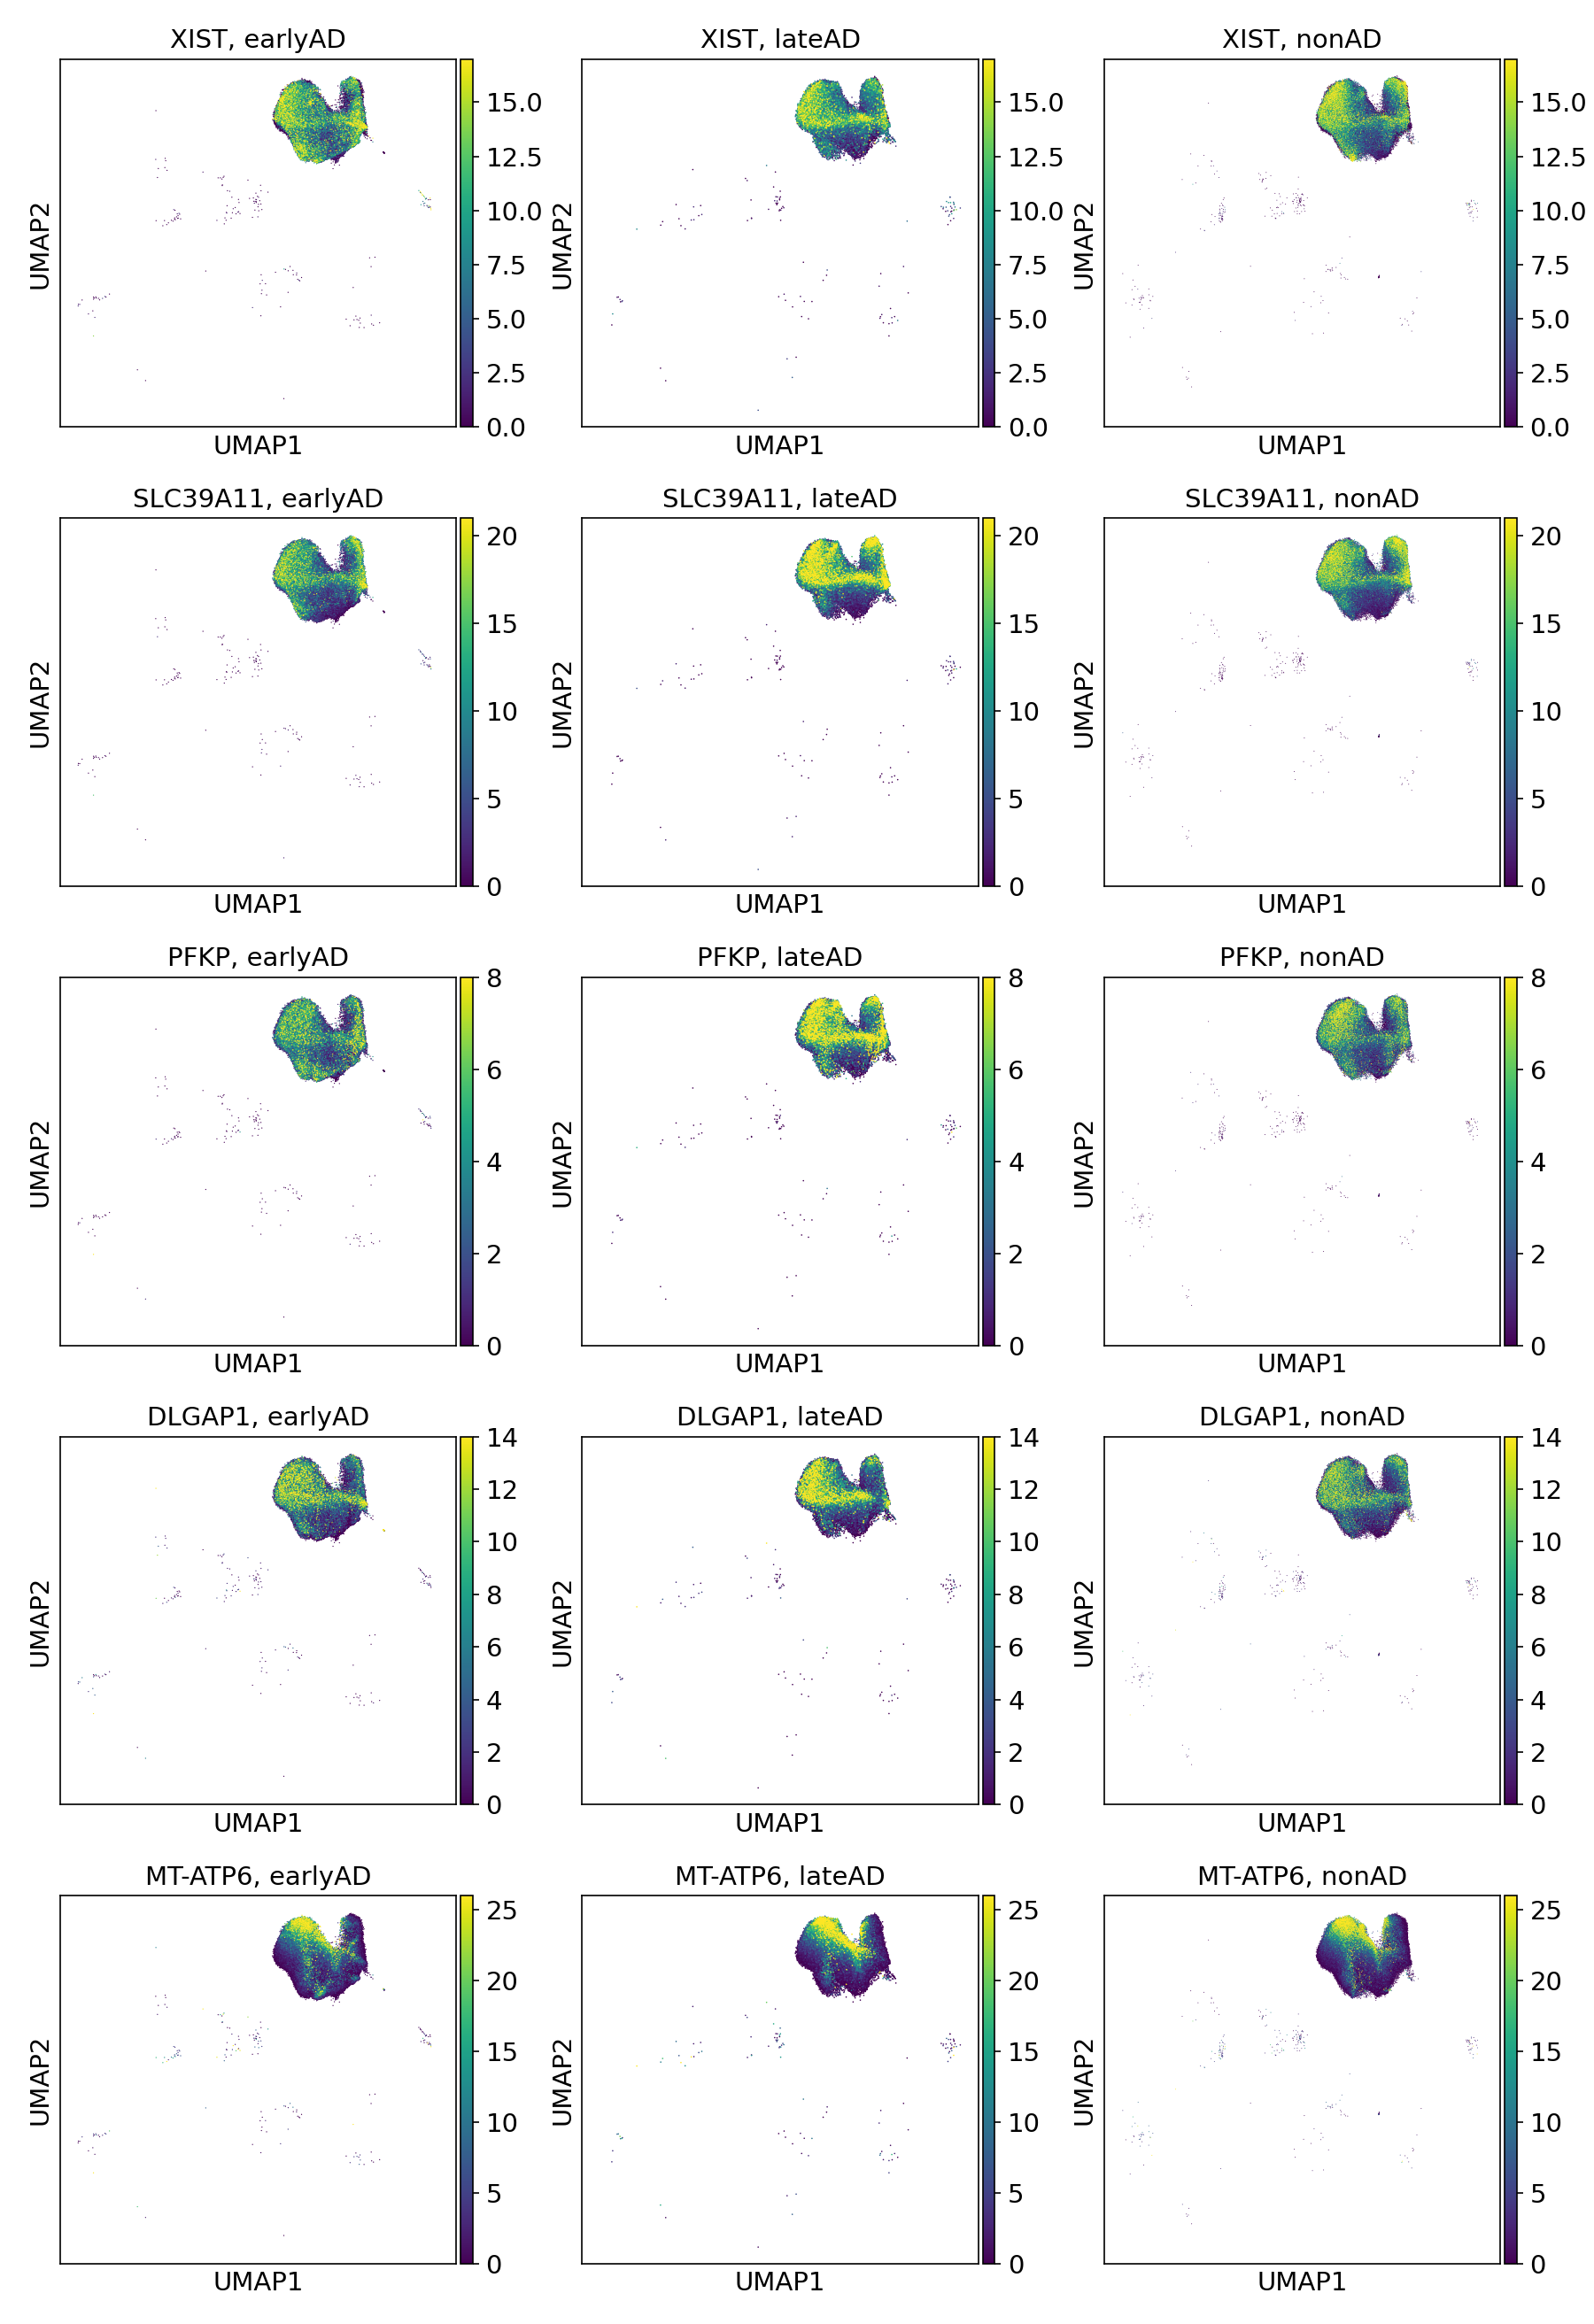 XIST, earlyAD
XIST, lateAD
XIST, nonAD
UMAP2
15.0
12.5
10.0
7.5
5.0
2.5
0.0
UMAP1
UMAP2
15.0
12.5
10.0
7.5
5.0
2.5
0.0
UMAP1
UMAP2
15.0
12.5
10.0
7.5
5.0
2.5
0.0
UMAP1
SLC39A11, earlyAD
SLC39A11, lateAD
SLC39A11, nonAD
UMAP2
20
15
10
5
0
UMAP1
UMAP2
20
15
10
5
0
UMAP1
UMAP2
20
15
10
5
0
UMAP1
PFKP, earlyAD
PFKP, lateAD
PFKP, nonAD
UMAP2
8
6
4
2
0
UMAP1
UMAP2
8
6
4
2
0
UMAP1
UMAP2
8
6
4
2
0
UMAP1
DLGAP1, earlyAD
DLGAP1, lateAD
DLGAP1, nonAD
UMAP2
14
12
10
8
6
4
2
0
UMAP1
UMAP2
14
12
10
8
6
4
2
0
UMAP1
UMAP2
14
12
10
8
6
4
2
0
UMAP1
MT-ATP6, earlyAD
MT-ATP6, lateAD
MT-ATP6, nonAD
UMAP2
25
20
15
10
5
0
UMAP1
UMAP2
25
20
15
10
5
0
UMAP1
UMAP2
25
20
15
10
5
0
UMAP1